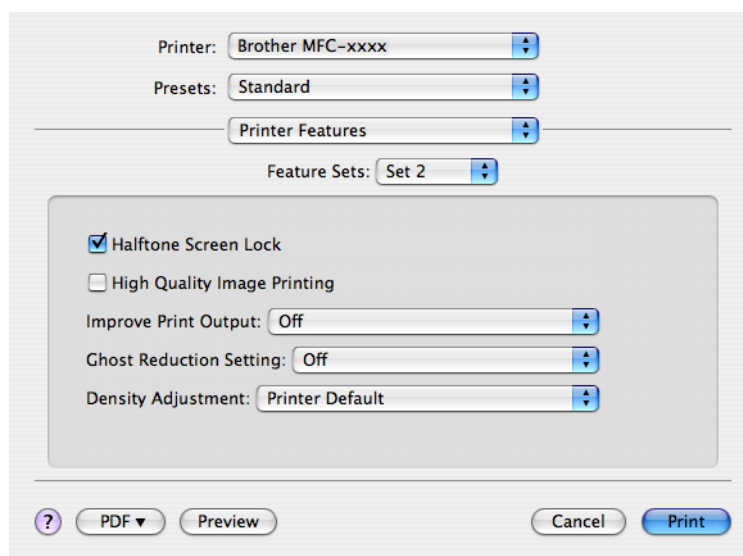 Printer: Brother MFC-xxxx
Presets: Standard
Printer Features
Feature Sets: Set 2
Halftone Screen Lock
High Quality Image Printing
Improve Print Output: Off
Ghost Reduction Setting: Off
Density Adjustment: Printer Default
? PDF ▼ Preview Cancel Print